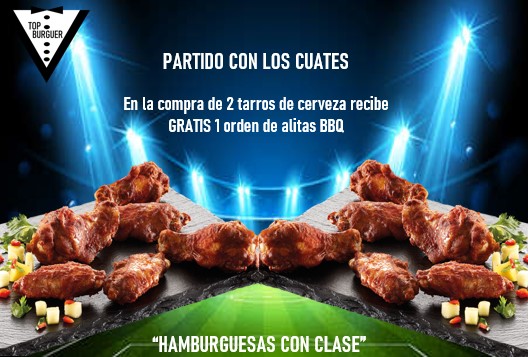 TOP
BURGUER
PARTIDO CON LOS CUATES
En la compra de 2 tarros de cerveza recibe
GRATIS 1 orden de alitas BBQ
“HAMBURGUESAS CON CLASE”